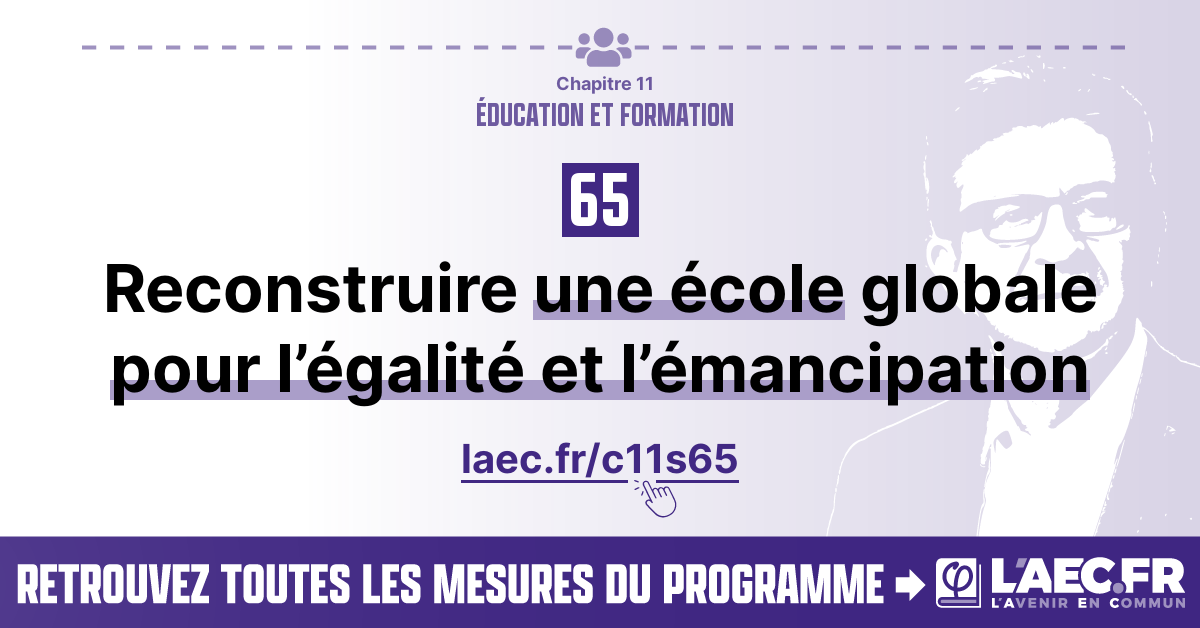 Chapitre 11
ÉDUCATION ET FORMATION
65
Reconstruire une école globale
pour l’égalité et l’émancipation
laec.fr/c11s65
RETROUVEZ TOUTES LES MESURES DU PROGRAMME
L'AEC.FR
L'AVENIR EN COMMUN